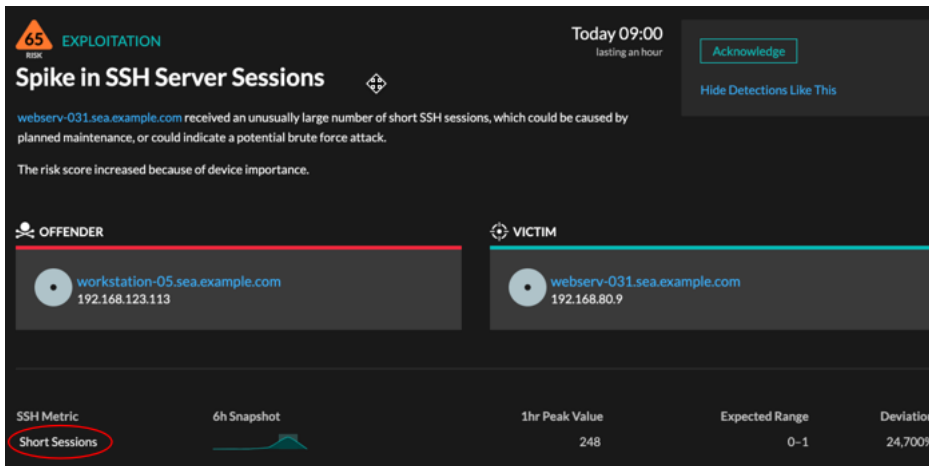 65
RISK
EXPLOITATION
Spike in SSH Server Sessions
Today 09:00
lasting an hour
Acknowledge
Hide Detections Like This
webserv-031.sea.example.com received an unusually large number of short SSH sessions, which could be caused by
planned maintenance, or could indicate a potential brute force attack.
The risk score increased because of device importance.
OFFENDER
workstation-05.sea.example.com
192.168.123.113
VICTIM
webserv-031.sea.example.com
192.168.80.9
SSH Metric 6h Snapshot 1hr Peak Value Expected Range Deviation
Short Sessions 248 0–1 24,700%